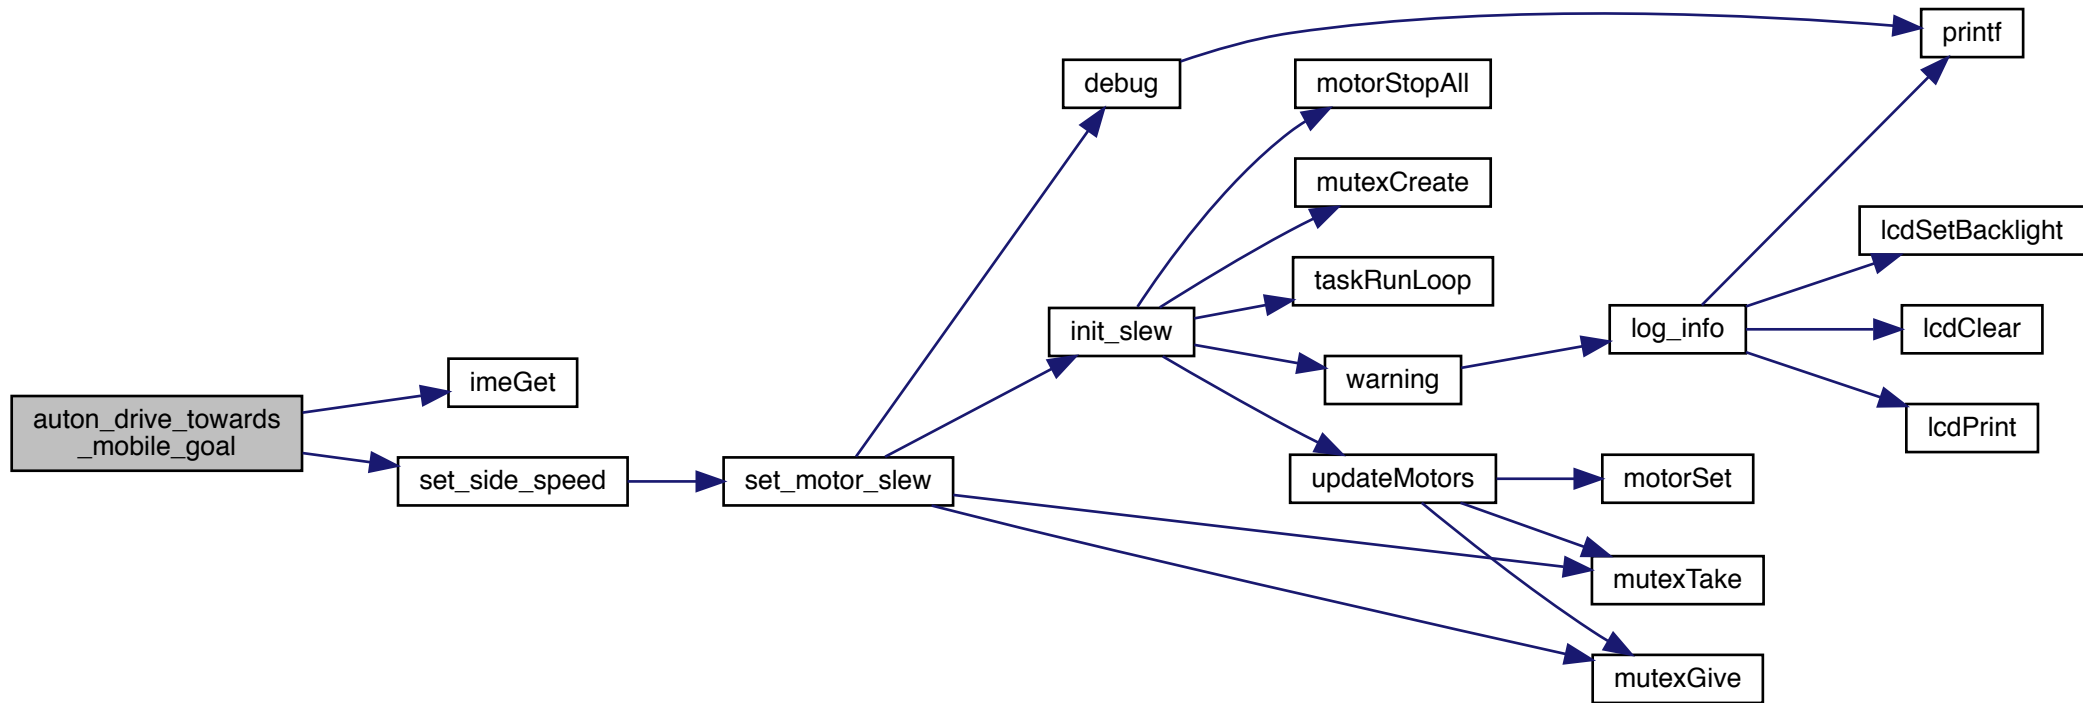 printf
debug
motorStopAll
mutexCreate
lcdSetBacklight
taskRunLoop
init_slew
log_info
lcdClear
imeGet
warning
auton_drive_towards
_mobile_goal
lcdPrint
set_side_speed
set_motor_slew
updateMotors
motorSet
mutexTake
mutexGive